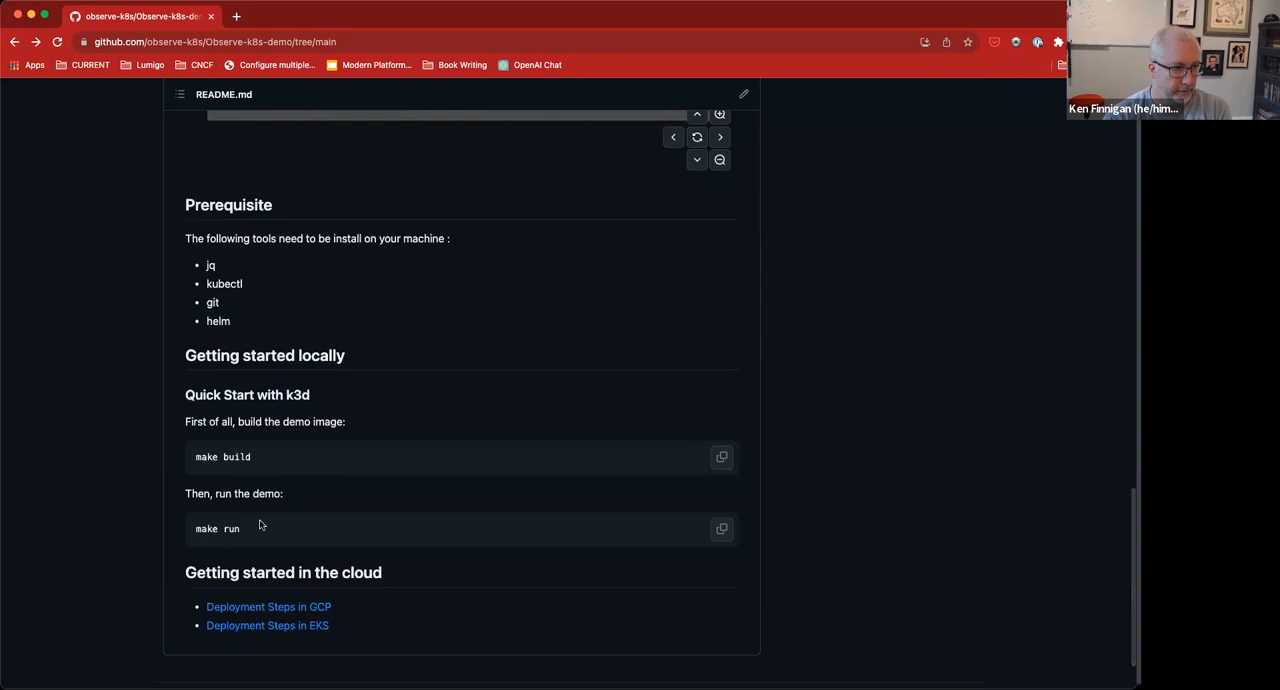 observe-k8s/Observe-k8s-de
github.com/observe-k8s/Observe-k8s-demo/tree/main
Apps CURRENT Lumigo CNCF Configure multiple... Modern Platform... Book Writing OpenAI Chat
Ken Finnigan (he/him...
README.md
Prerequisite
The following tools need to be install on your machine :
• jq
• kubectl
• git
• helm
Getting started locally
Quick Start with k3d
First of all, build the demo image:
make build
Then, run the demo:
make run
Getting started in the cloud
• Deployment Steps in GCP
• Deployment Steps in EKS